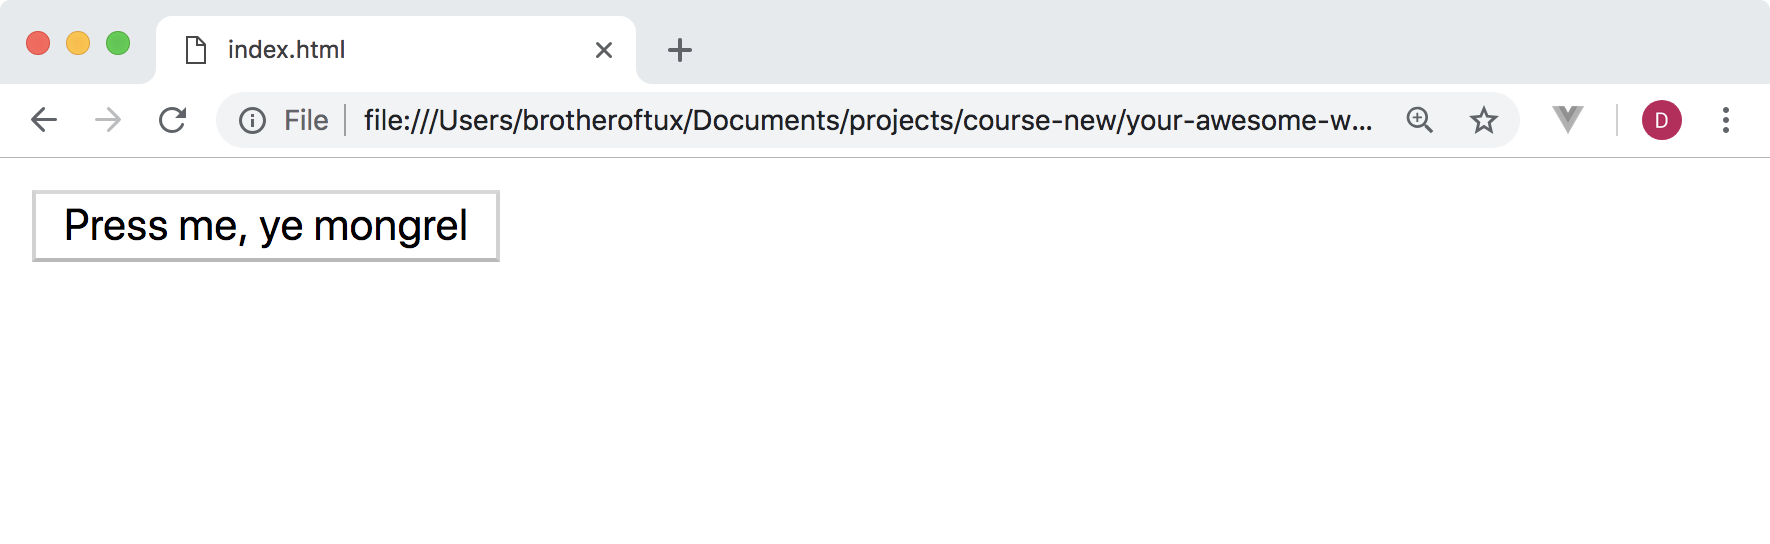 index.html
File
file:///Users/brotheroftux/Documents/projects/course-new/your-awesome-w...
D
Press me, ye mongrel